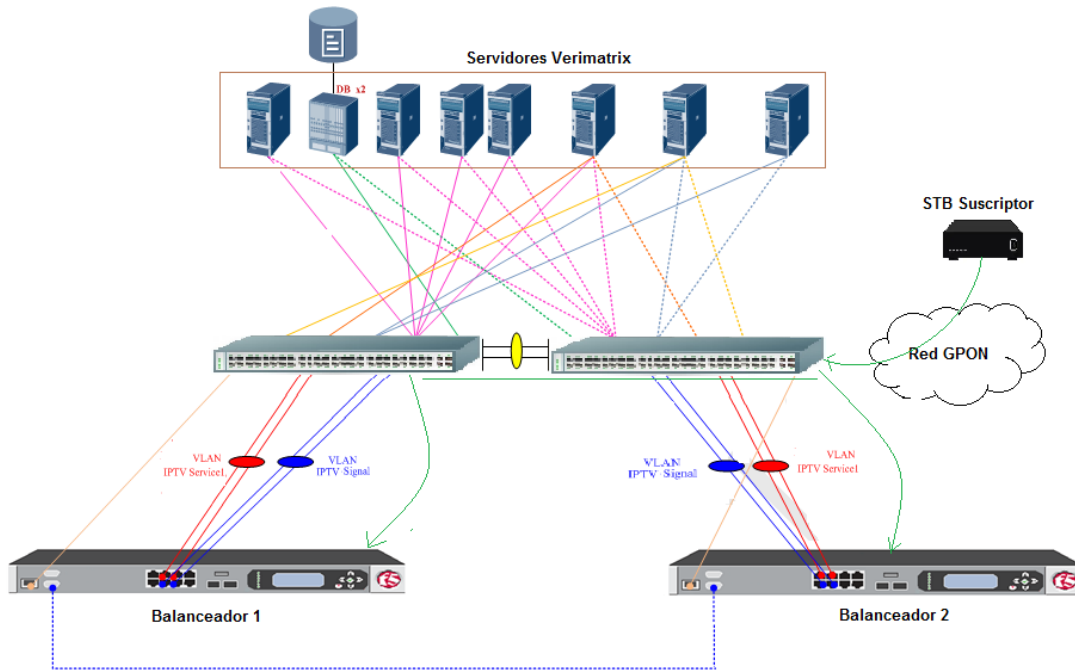 Servidores Verimatrix
DB x2
STB Suscriptor
Red GPON
VLAN
IPTV Service1.
VLAN
IPTV-Signal
VLAN
IPTV-Signal
VLAN
IPTV Service1
Balanceador 1
Balanceador 2